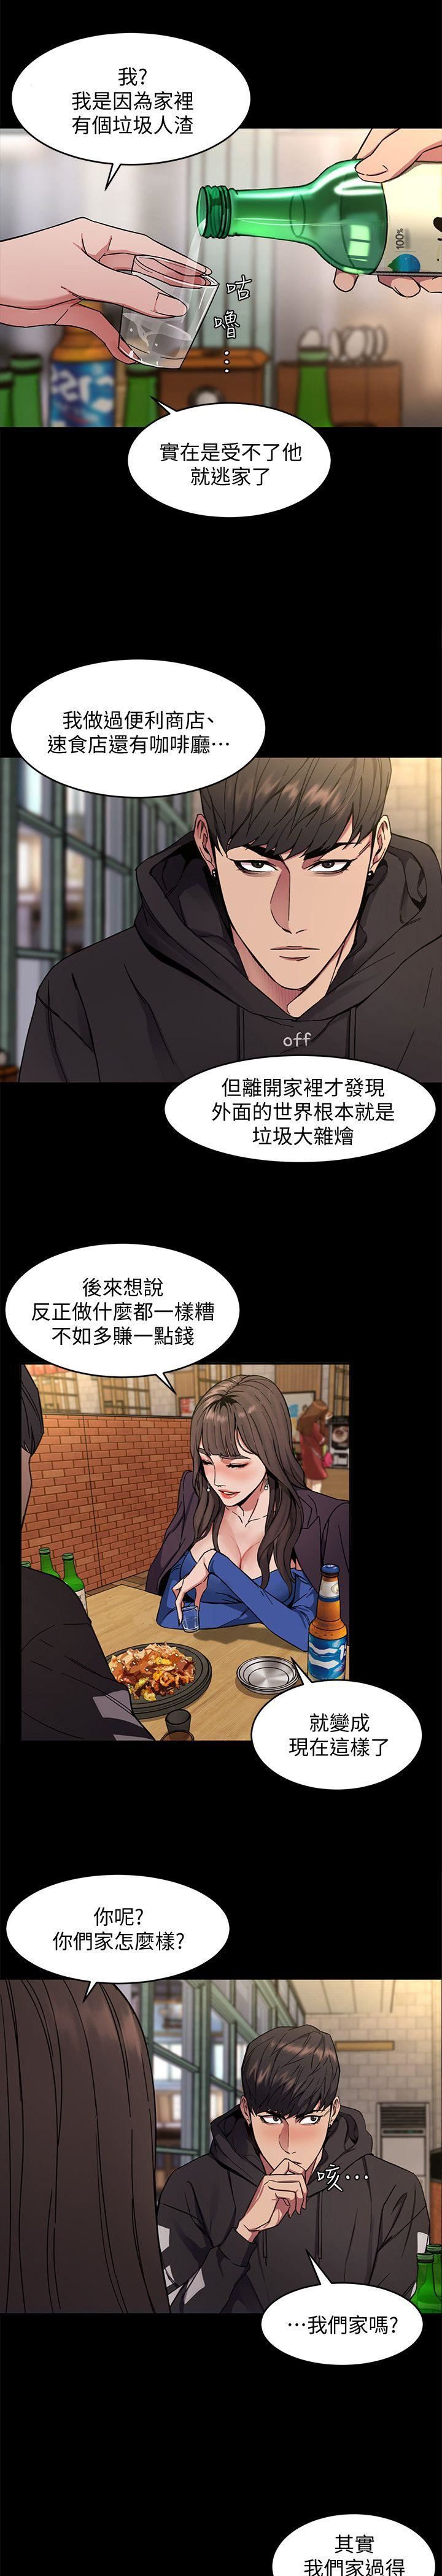 我?
我是因為家裡
有個垃圾人渣
100%
咕
嚕
⋮
實在是受不了他
就逃家了
我做過便利商店、
速食店還有咖啡廳⋯
off
但離開家裡才發現
外面的世界根本就是
垃圾大雜燴
後來想說
反正做什麼都一樣糟
不如多賺一點錢
就變成
現在這樣了
你呢?
你們家怎麼樣?
咳⋯
⋯我們家嗎?
其實
我們家過得